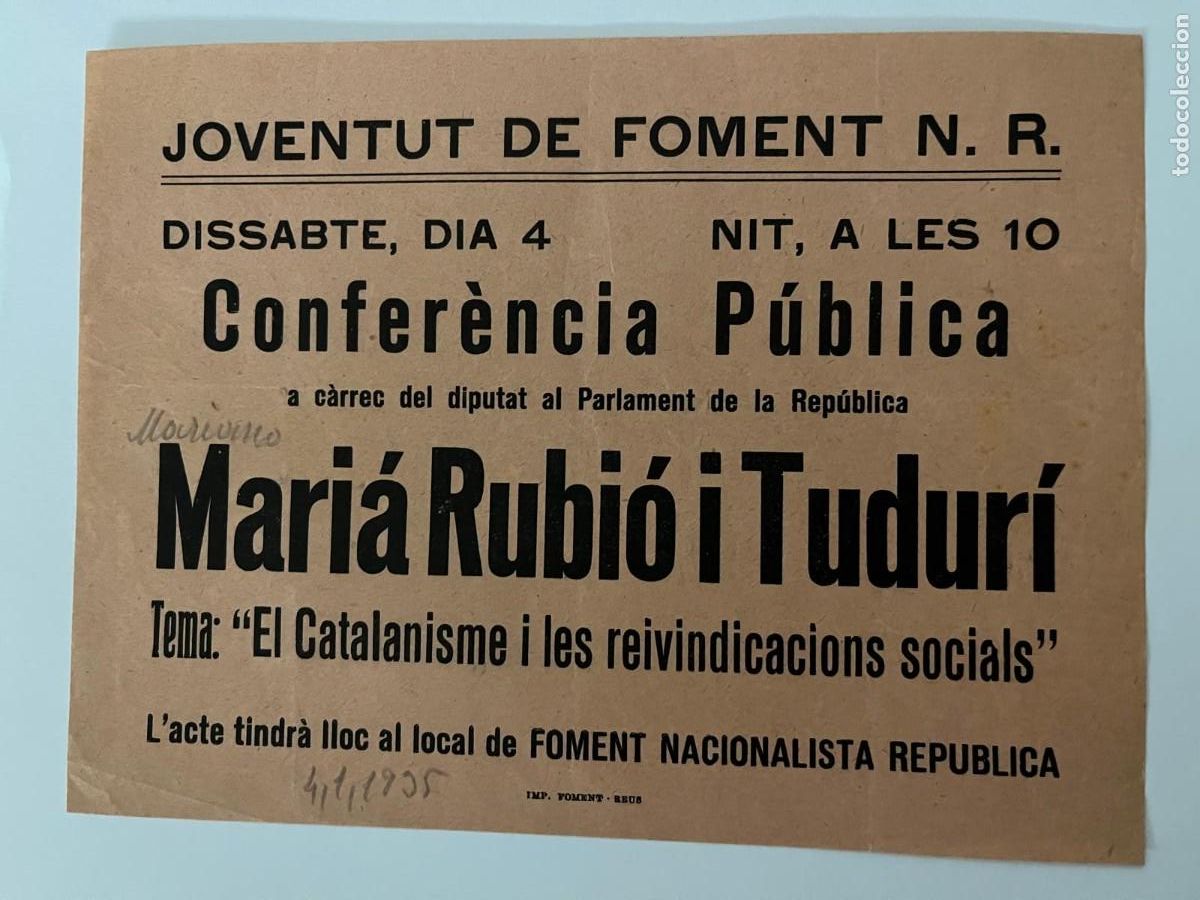 JOVENTUT DE FOMENT N. R.
DISSABTE, DIA 4 NIT, A LES 10
Conferència Pública
a càrrec del diputat al Parlament de la República
Mariano
Mariá Rubió i Tudurí
Tema: “El Catalanisme i les reivindicacions socials”
L'acte tindrà lloc al local de FOMENT NACIONALISTA REPUBLICA
4,1,1935
IMP. FOMENT - REUS
todocoleccion